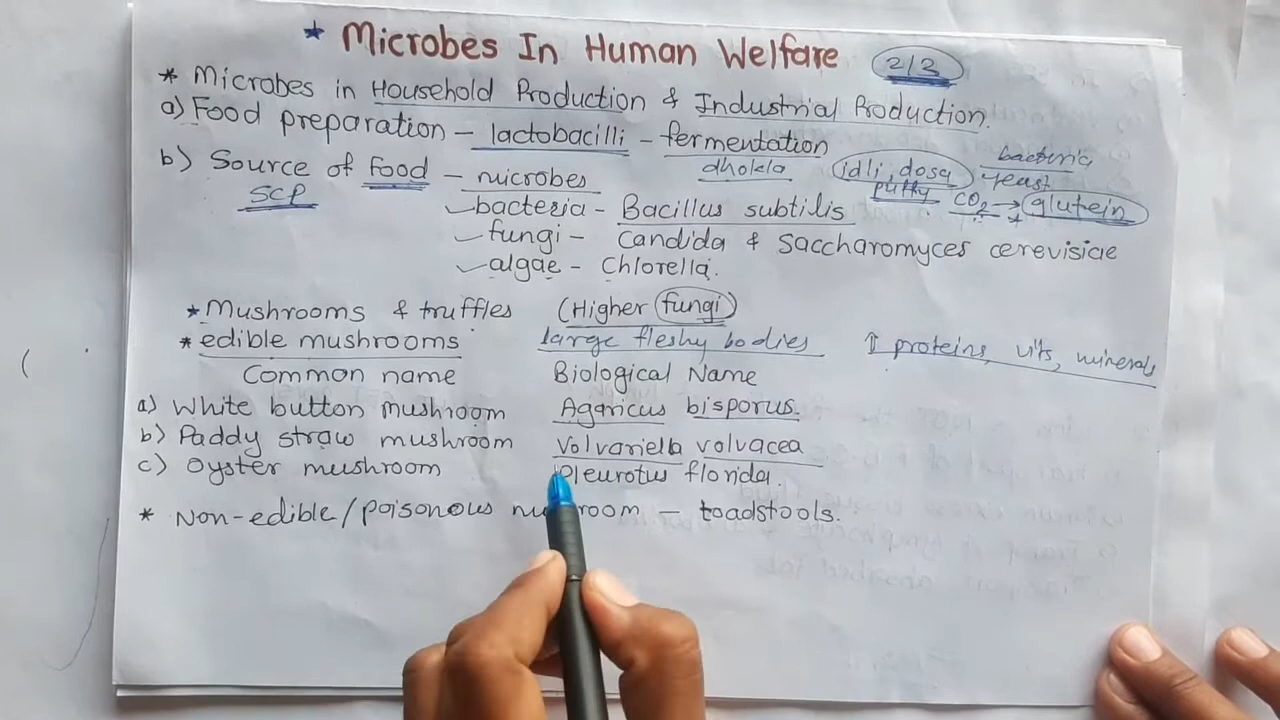 * Microbes In Human Welfare 2/3
* Microbes in Household Production & Industrial Production.
a) Food preparation - lactobacilli - fermentation
dhokla idli, dosa bacteria yeast
puffy CO2 → glutein
b) Source of food - microbes
SCP
bacteria - Bacillus subtilis
fungi - Candida & Saccharomyces cerevisiae
algae - Chlorella.
* Mushrooms & truffles (Higher fungi)
* edible mushrooms large fleshy bodies ↑ proteins, vits, minerals
Common name Biological Name
a) White button mushroom Agaricus bisporus.
b) Paddy straw mushroom Volvariella volvacea
c) Oyster mushroom Pleurotus florida.
* Non-edible/poisonous - toadstools.